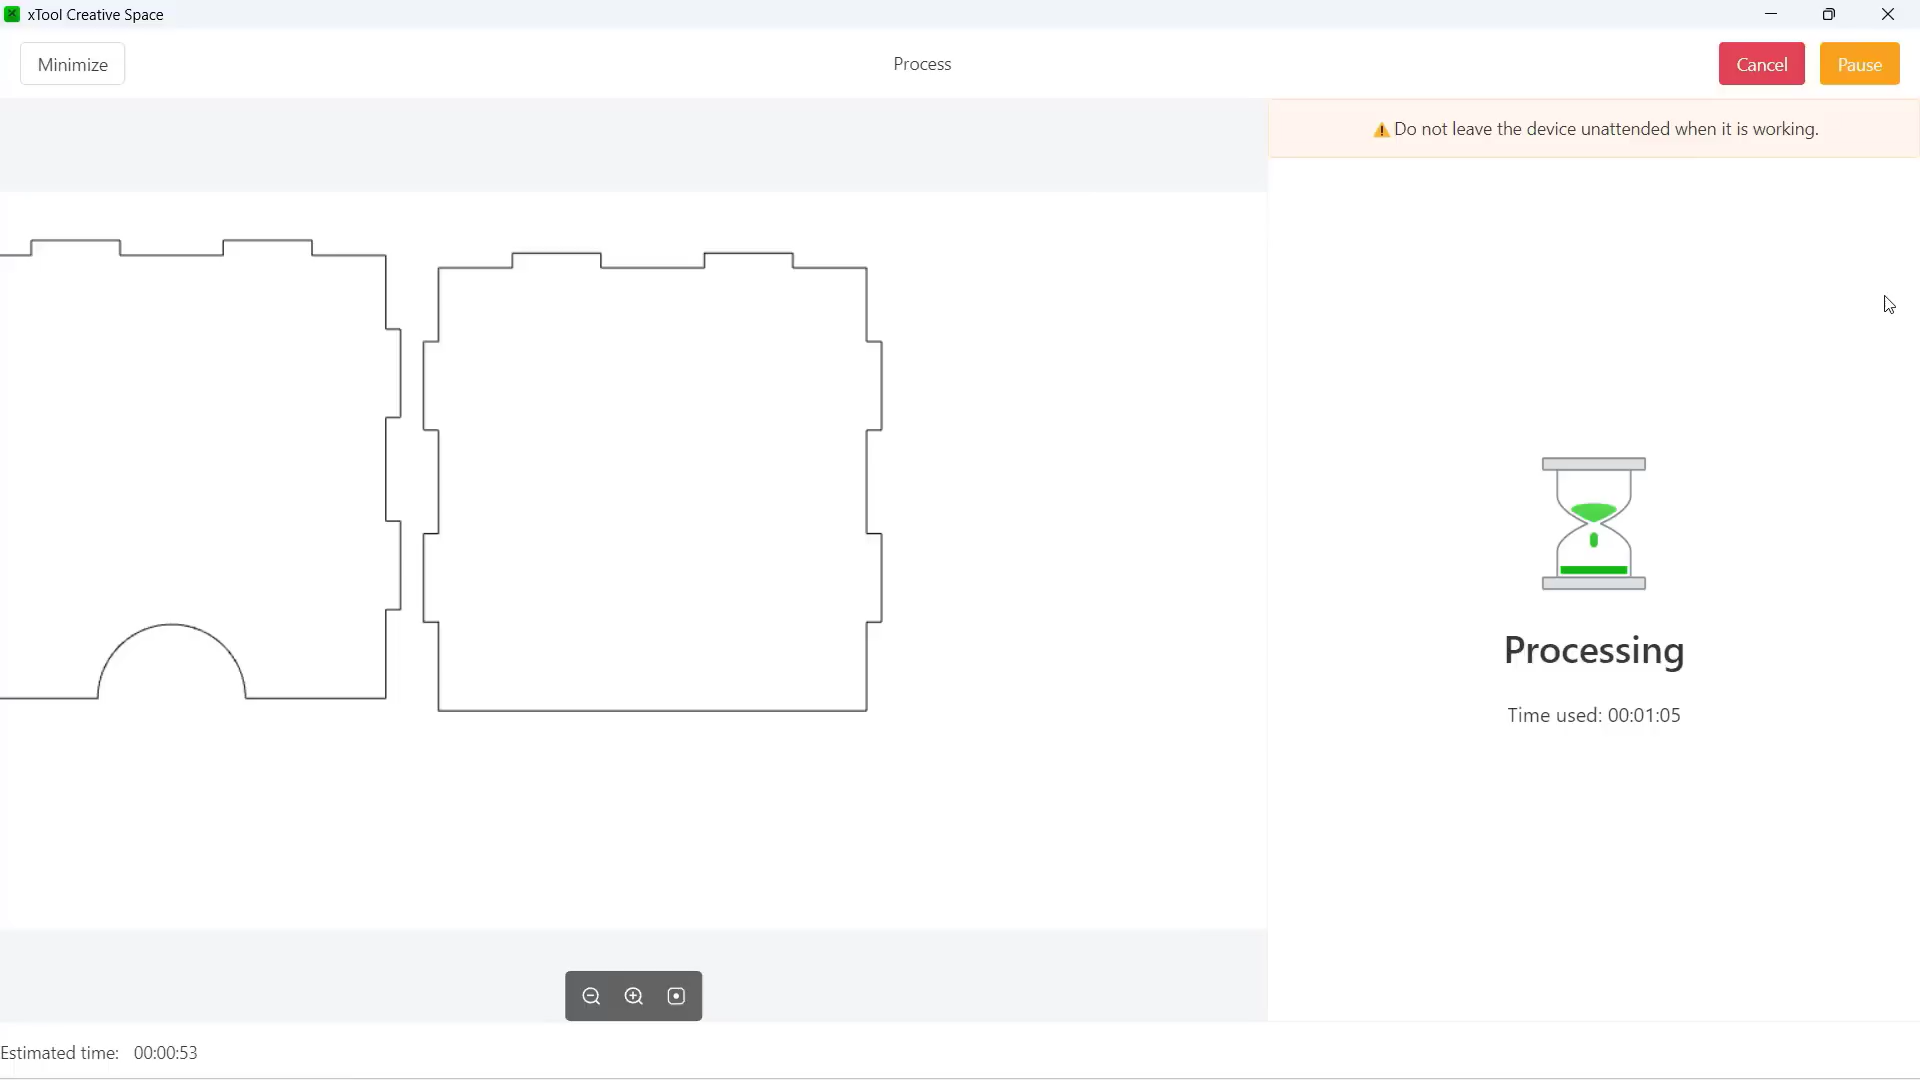 xTool Creative Space
Minimize
Process
Cancel
Pause
Do not leave the device unattended when it is working.
Processing
Time used: 00:01:05
Estimated time: 00:00:53